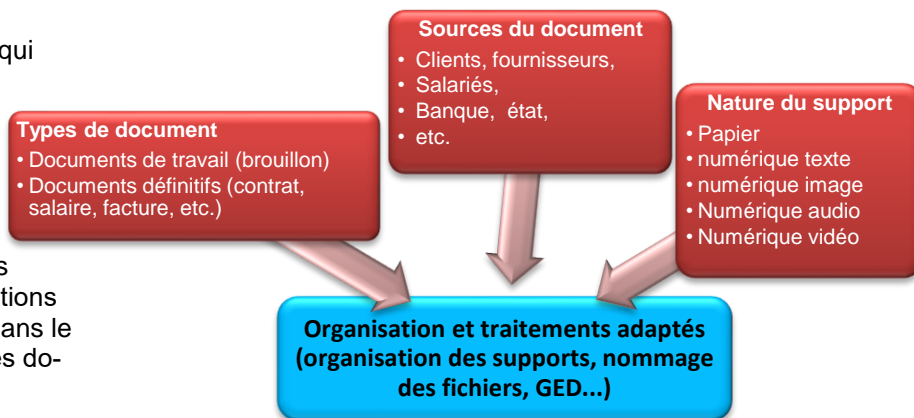 qui
s
tions
ans le
es do-
Types de document
• Documents de travail (brouillon)
• Documents définitifs (contrat,
salaire, facture, etc.)
Sources du document
• Clients, fournisseurs,
• Salariés,
• Banque, état,
• etc.
Nature du support
• Papier
• numérique texte
• numérique image
• Numérique audio
• Numérique vidéo
Organisation et traitements adaptés
(organisation des supports, nommage
des fichiers, GED...)